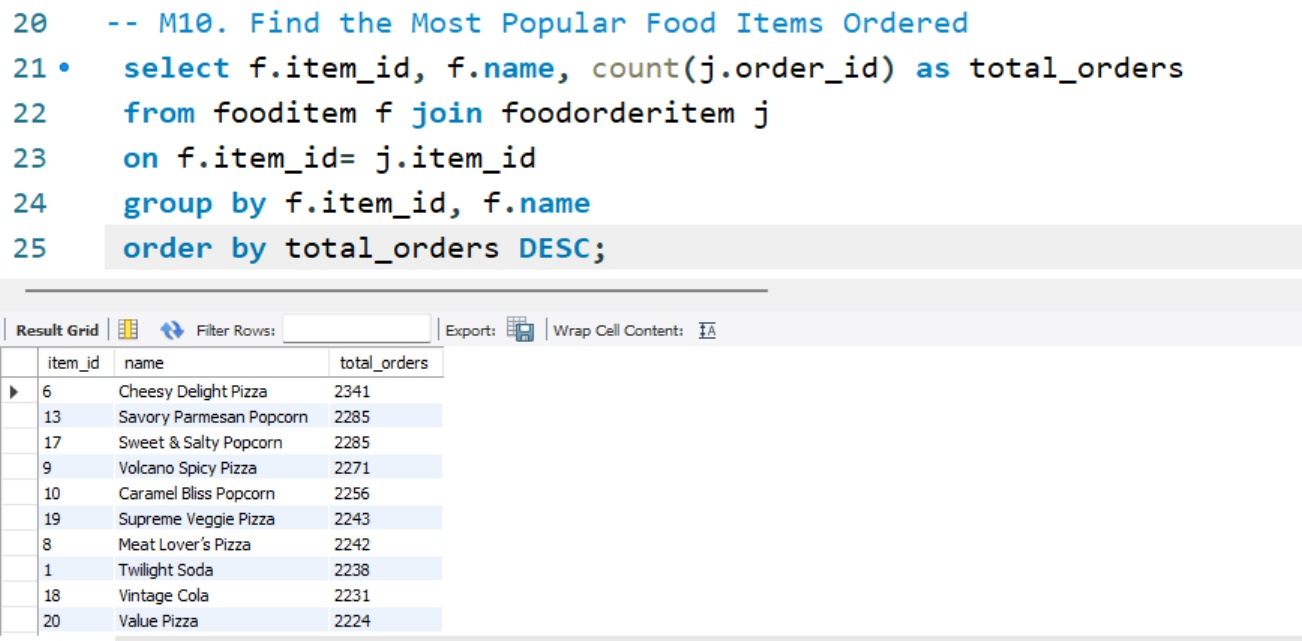 20 -- M10. Find the Most Popular Food Items Ordered
21 select f.item_id, f.name, count(j.order_id) as total_orders
22 from fooditem f join foodorderitem j
23 on f.item_id= j.item_id
24 group by f.item_id, f.name
25 order by total_orders DESC;
Result Grid Filter Rows: Export: Wrap Cell Content: IA
item_id name total_orders
6 Cheesy Delight Pizza 2341
13 Savory Parmesan Popcorn 2285
17 Sweet & Salty Popcorn 2285
9 Volcano Spicy Pizza 2271
10 Caramel Bliss Popcorn 2256
19 Supreme Veggie Pizza 2243
8 Meat Lover’s Pizza 2242
1 Twilight Soda 2238
18 Vintage Cola 2231
20 Value Pizza 2224